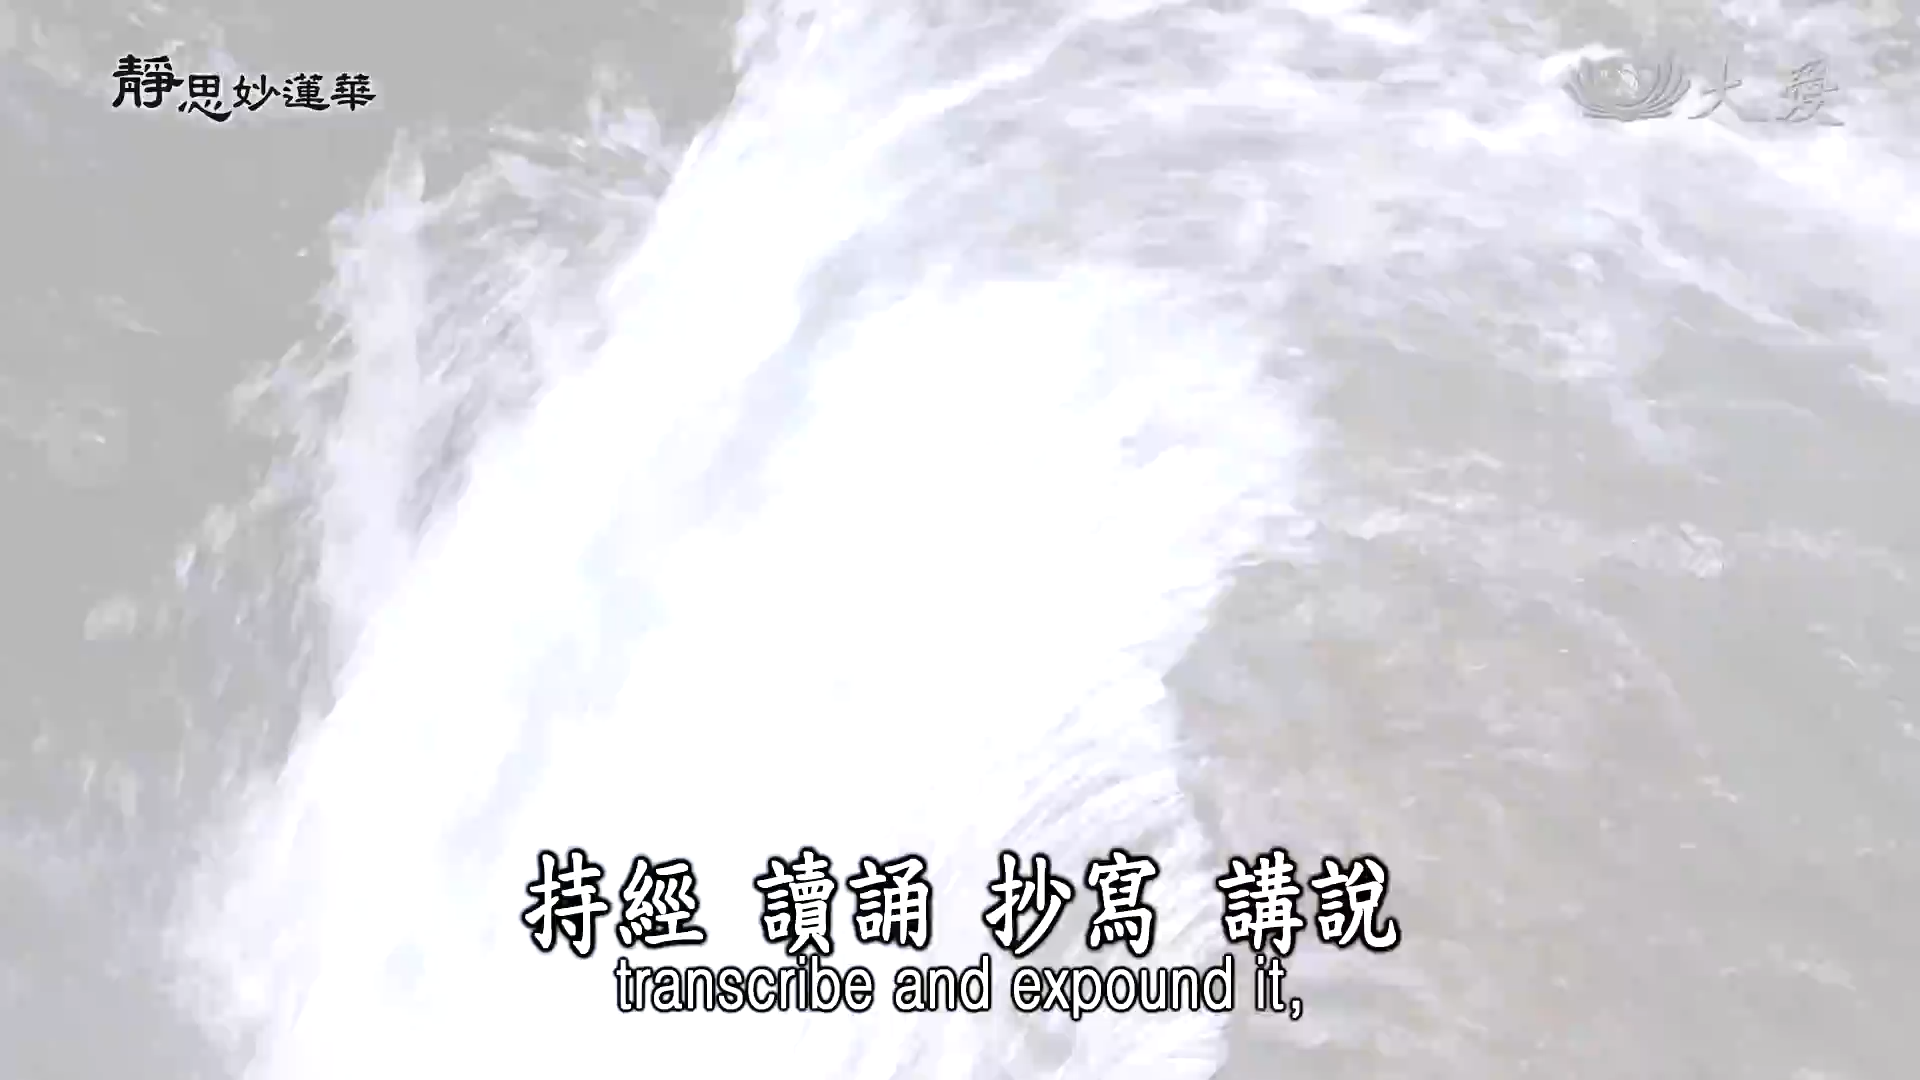 靜思妙蓮華
大愛
持經 讀誦 抄寫 講說
transcribe and expound it,